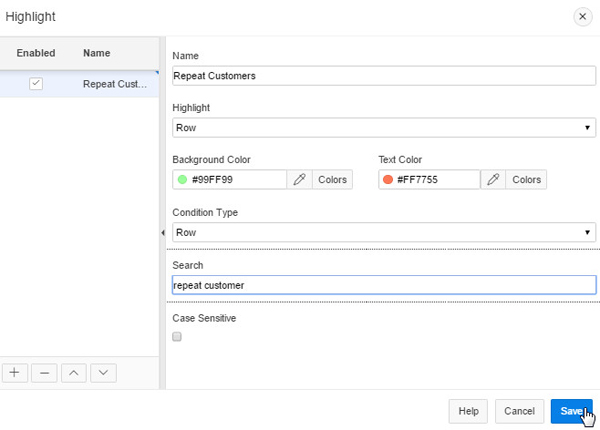 Highlight
Enabled Name
Repeat Cust...
Name
Repeat Customers
Highlight
Row
Background Color Text Color
#99FF99 Colors #FF7755 Colors
Condition Type
Row
Search
repeat customer
Case Sensitive
Help Cancel Save